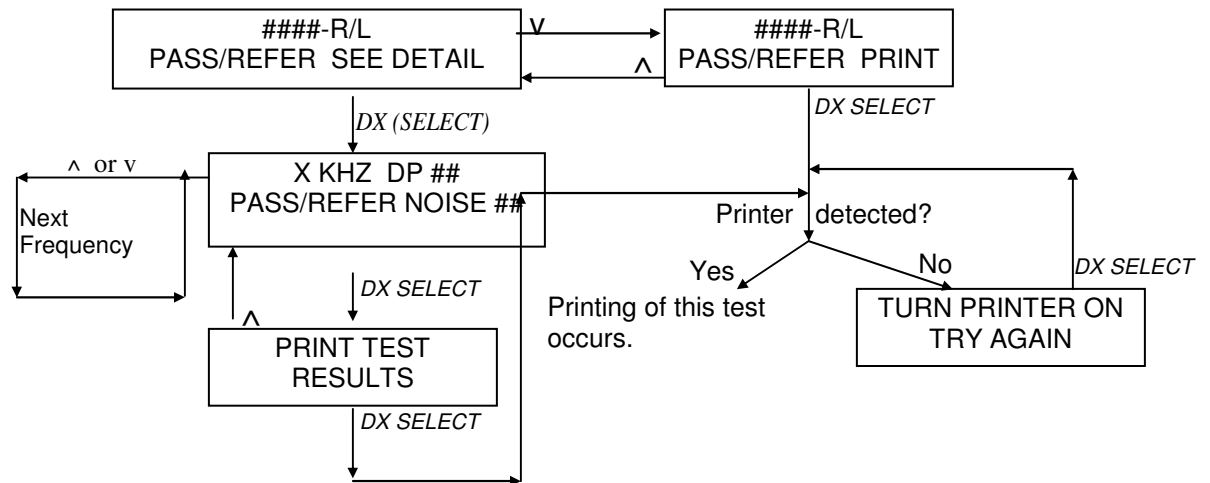 ####-R/L
PASS/REFER SEE DETAIL
v
^
####-R/L
PASS/REFER PRINT
DX (SELECT)
DX SELECT
^ or v
Next
Frequency
X KHZ DP ##
PASS/REFER NOISE ##
Printer detected?
Yes
No
DX SELECT
Printing of this test
occurs.
TURN PRINTER ON
TRY AGAIN
DX SELECT
^
PRINT TEST
RESULTS
DX SELECT